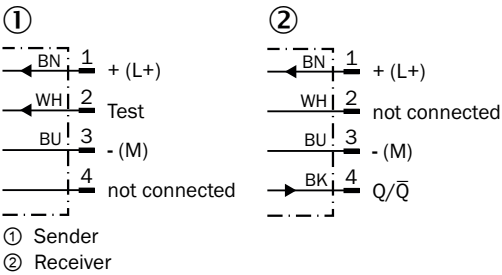 ① ②
BN 1 + (L+)
WH 2 Test
BU 3 - (M)
4 not connected
BN 1 + (L+)
WH 2 not connected
BU 3 - (M)
BK 4 Q/Q̅
① Sender
② Receiver